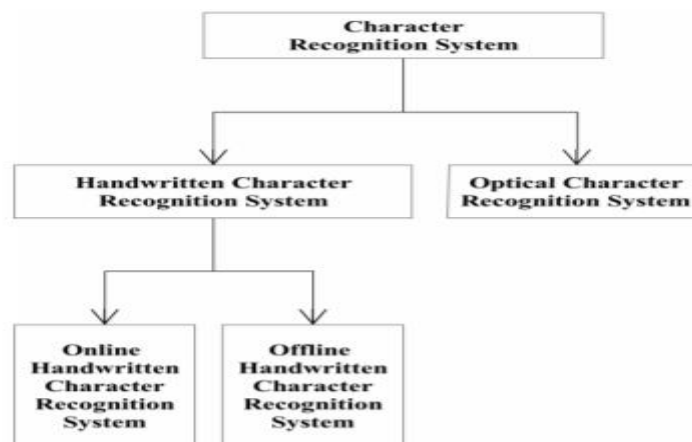 Character
Recognition System
Handwritten Character
Recognition System
Optical Character
Recognition System
Online
Handwritten
Character
Recognition
System
Offline
Handwritten
Character
Recognition
System